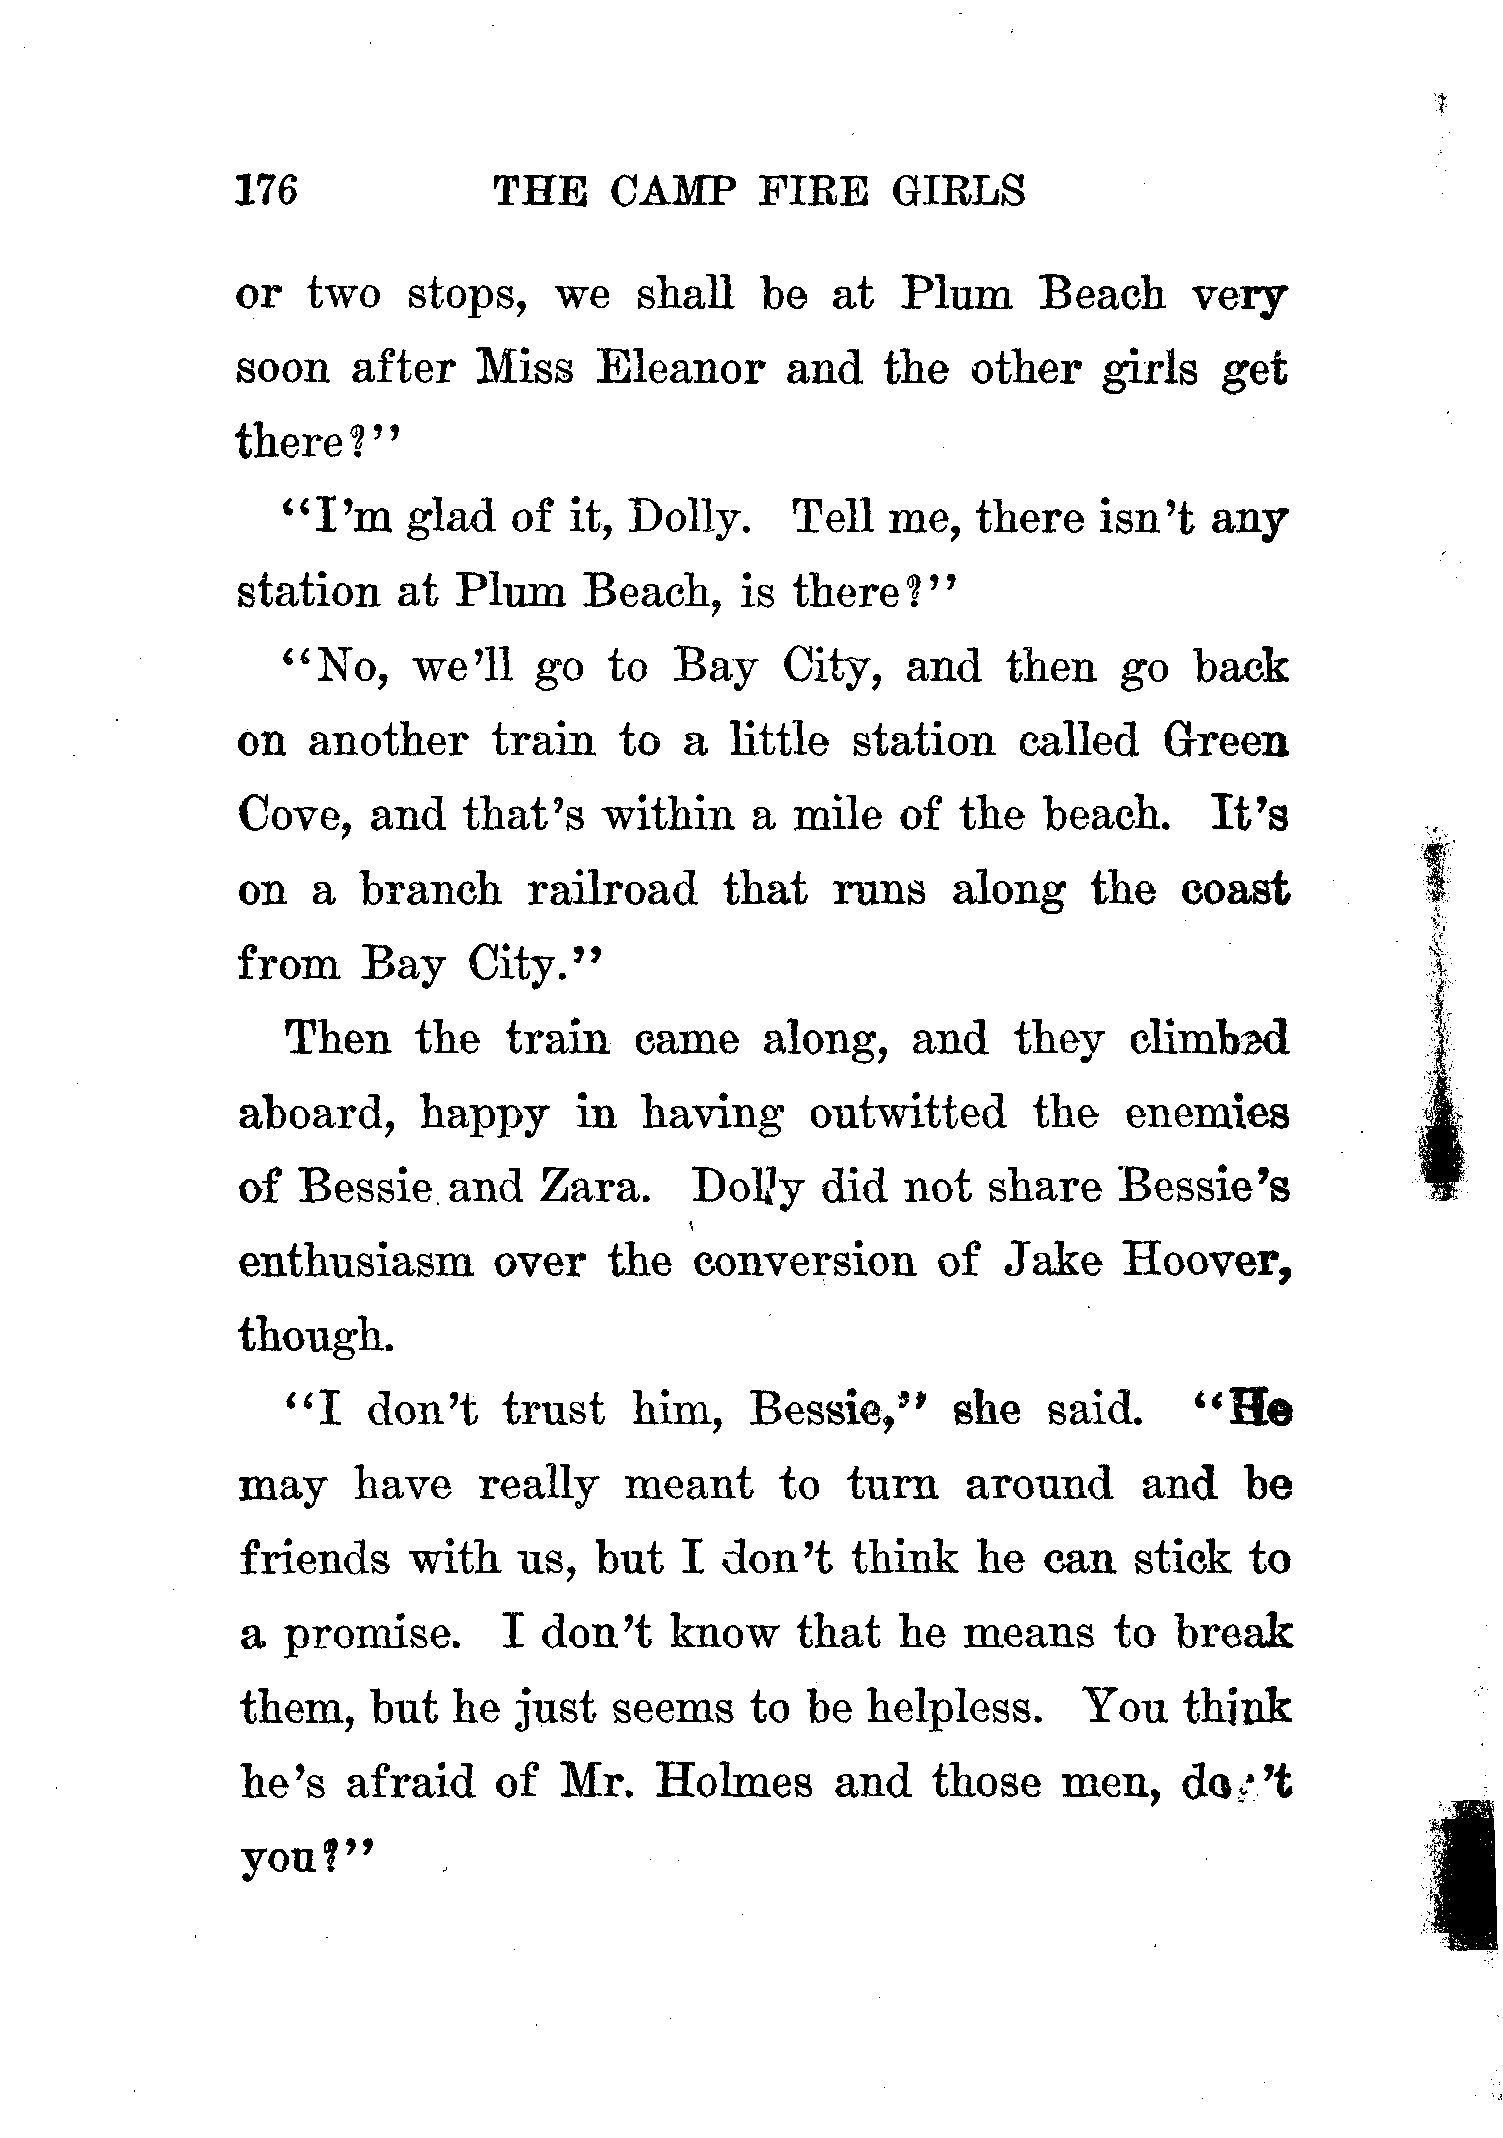 176 THE CAMP FIRE GIRLS
or two stops, we shall be at Plum Beach very
soon after Miss Eleanor and the other girls get
there?"
"I'm glad of it, Dolly. Tell me, there isn't any
station at Plum Beach, is there?"
"No, we'll go to Bay City, and then go back
on another train to a little station called Green
Cove, and that's within a mile of the beach. It's
on a branch railroad that runs along the coast
from Bay City."
Then the train came along, and they climbed
aboard, happy in having outwitted the enemies
of Bessie and Zara. Dolly did not share Bessie's
enthusiasm over the conversion of Jake Hoover,
though.
"I don't trust him, Bessie," she said. "He
may have really meant to turn around and be
friends with us, but I don't think he can stick to
a promise. I don't know that he means to break
them, but he just seems to be helpless. You think
he's afraid of Mr. Holmes and those men, don't
you?"